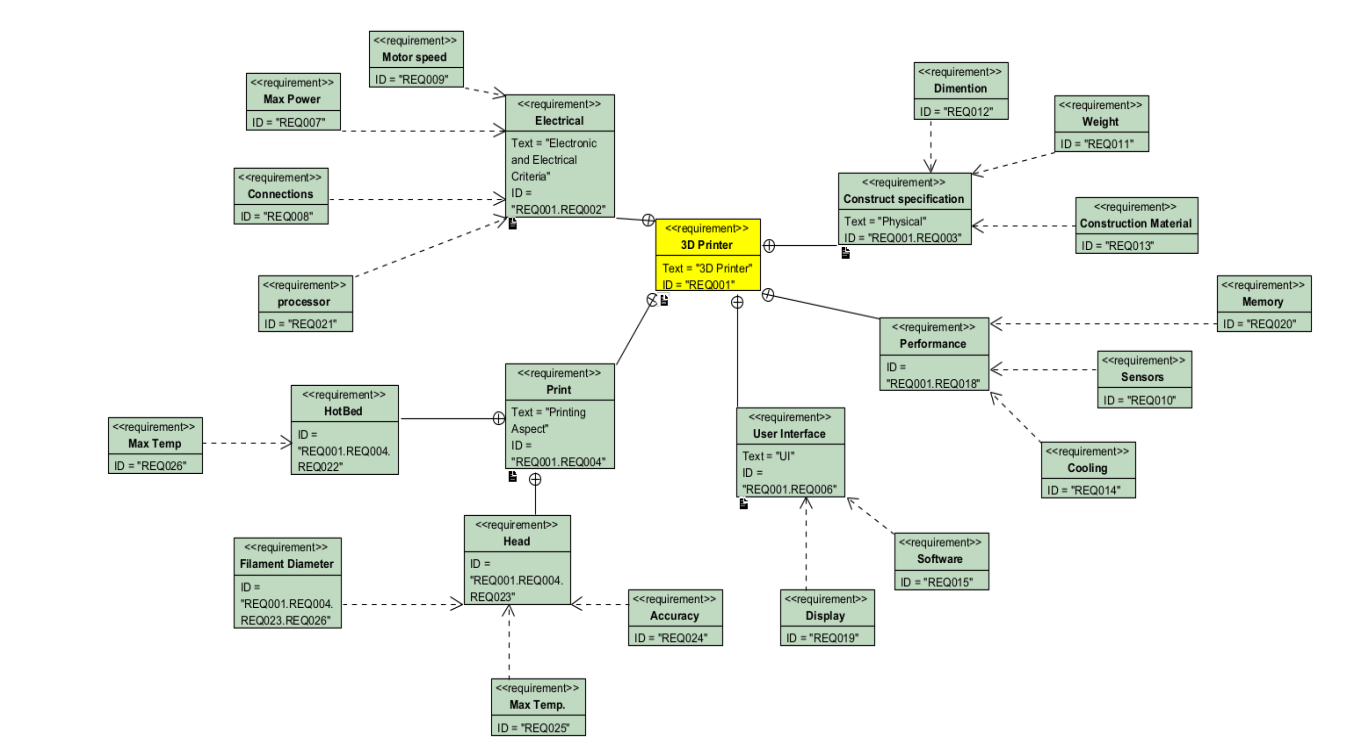 <<requirement>>
Motor speed
ID = "REQ009"
<<requirement>>
Max Power
ID = "REQ007"
<<requirement>>
Connections
ID = "REQ008"
<<requirement>>
processor
ID = "REQ021"
<<requirement>>
Electrical
Text = "Electronic
and Electrical
Criteria"
ID =
"REQ001.REQ002"
<<requirement>>
3D Printer
Text = "3D Printer"
ID = "REQ001"
<<requirement>>
Dimention
ID = "REQ012"
<<requirement>>
Weight
ID = "REQ011"
<<requirement>>
Construct specification
Text = "Physical"
ID = "REQ001.REQ003"
<<requirement>>
Construction Material
ID = "REQ013"
<<requirement>>
Memory
ID = "REQ020"
<<requirement>>
Performance
ID =
"REQ001.REQ018"
<<requirement>>
Sensors
ID = "REQ010"
<<requirement>>
Cooling
ID = "REQ014"
<<requirement>>
Print
Text = "Printing
Aspect"
ID =
"REQ001.REQ004"
<<requirement>>
HotBed
ID =
"REQ001.REQ004.
REQ022"
<<requirement>>
Max Temp
ID = "REQ026"
<<requirement>>
User Interface
Text = "UI"
ID =
"REQ001.REQ006"
<<requirement>>
Software
ID = "REQ015"
<<requirement>>
Display
ID = "REQ019"
<<requirement>>
Head
ID =
"REQ001.REQ004.
REQ023"
<<requirement>>
Filament Diameter
ID =
"REQ001.REQ004.
REQ023.REQ026"
<<requirement>>
Accuracy
ID = "REQ024"
<<requirement>>
Max Temp.
ID = "REQ025"